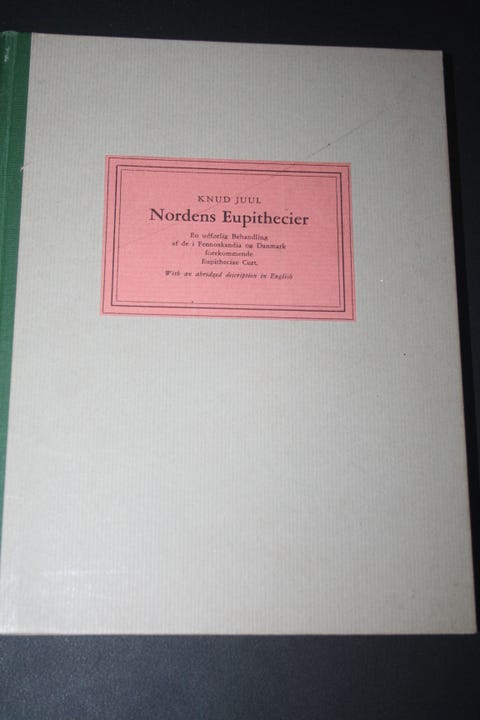 KNUD JUUL
Nordens Eupithecier
En udførlig Behandling
af de i Fennoskandia og Danmark
forekommende
Eupitheciae Curt.
With an abridged description in English